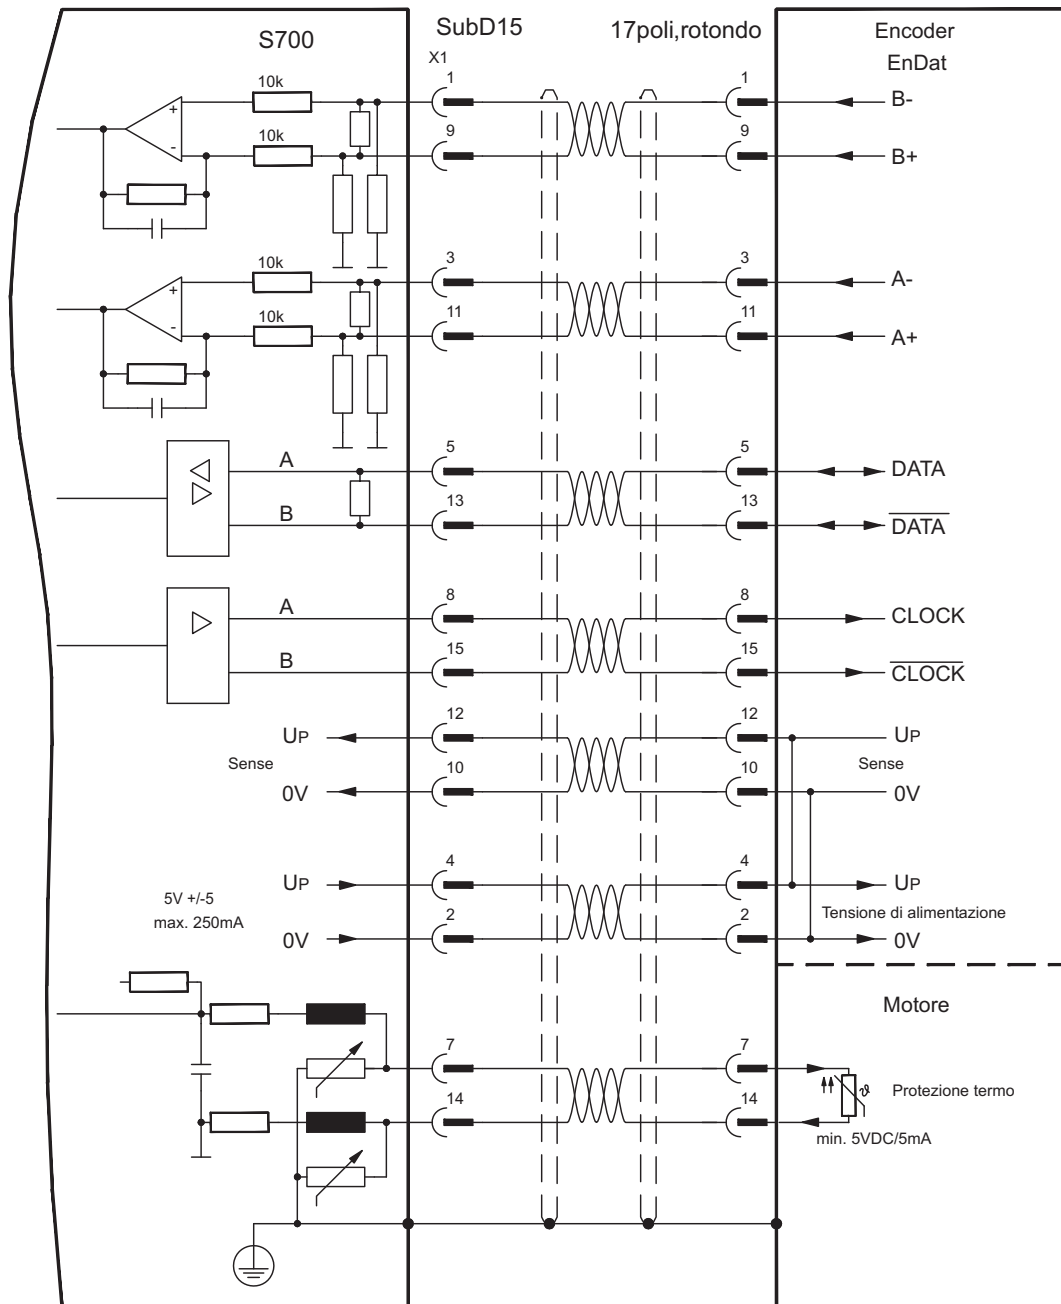 S700
SubD15
17poli,rotondo
Encoder
EnDat
X1
10k
1
1
B-
+
-
10k
9
9
B+
10k
3
3
A-
+
-
10k
11
11
A+
A
5
5
DATA
B
13
13
DATA
A
8
8
CLOCK
B
15
15
CLOCK
UP
12
12
UP
Sense
Sense
0V
10
10
0V
5V +/-5
max. 250mA
UP
4
4
UP
Tensione di alimentazione
0V
2
2
0V
Motore
7
7
ϑ
Protezione termo
14
14
min. 5VDC/5mA